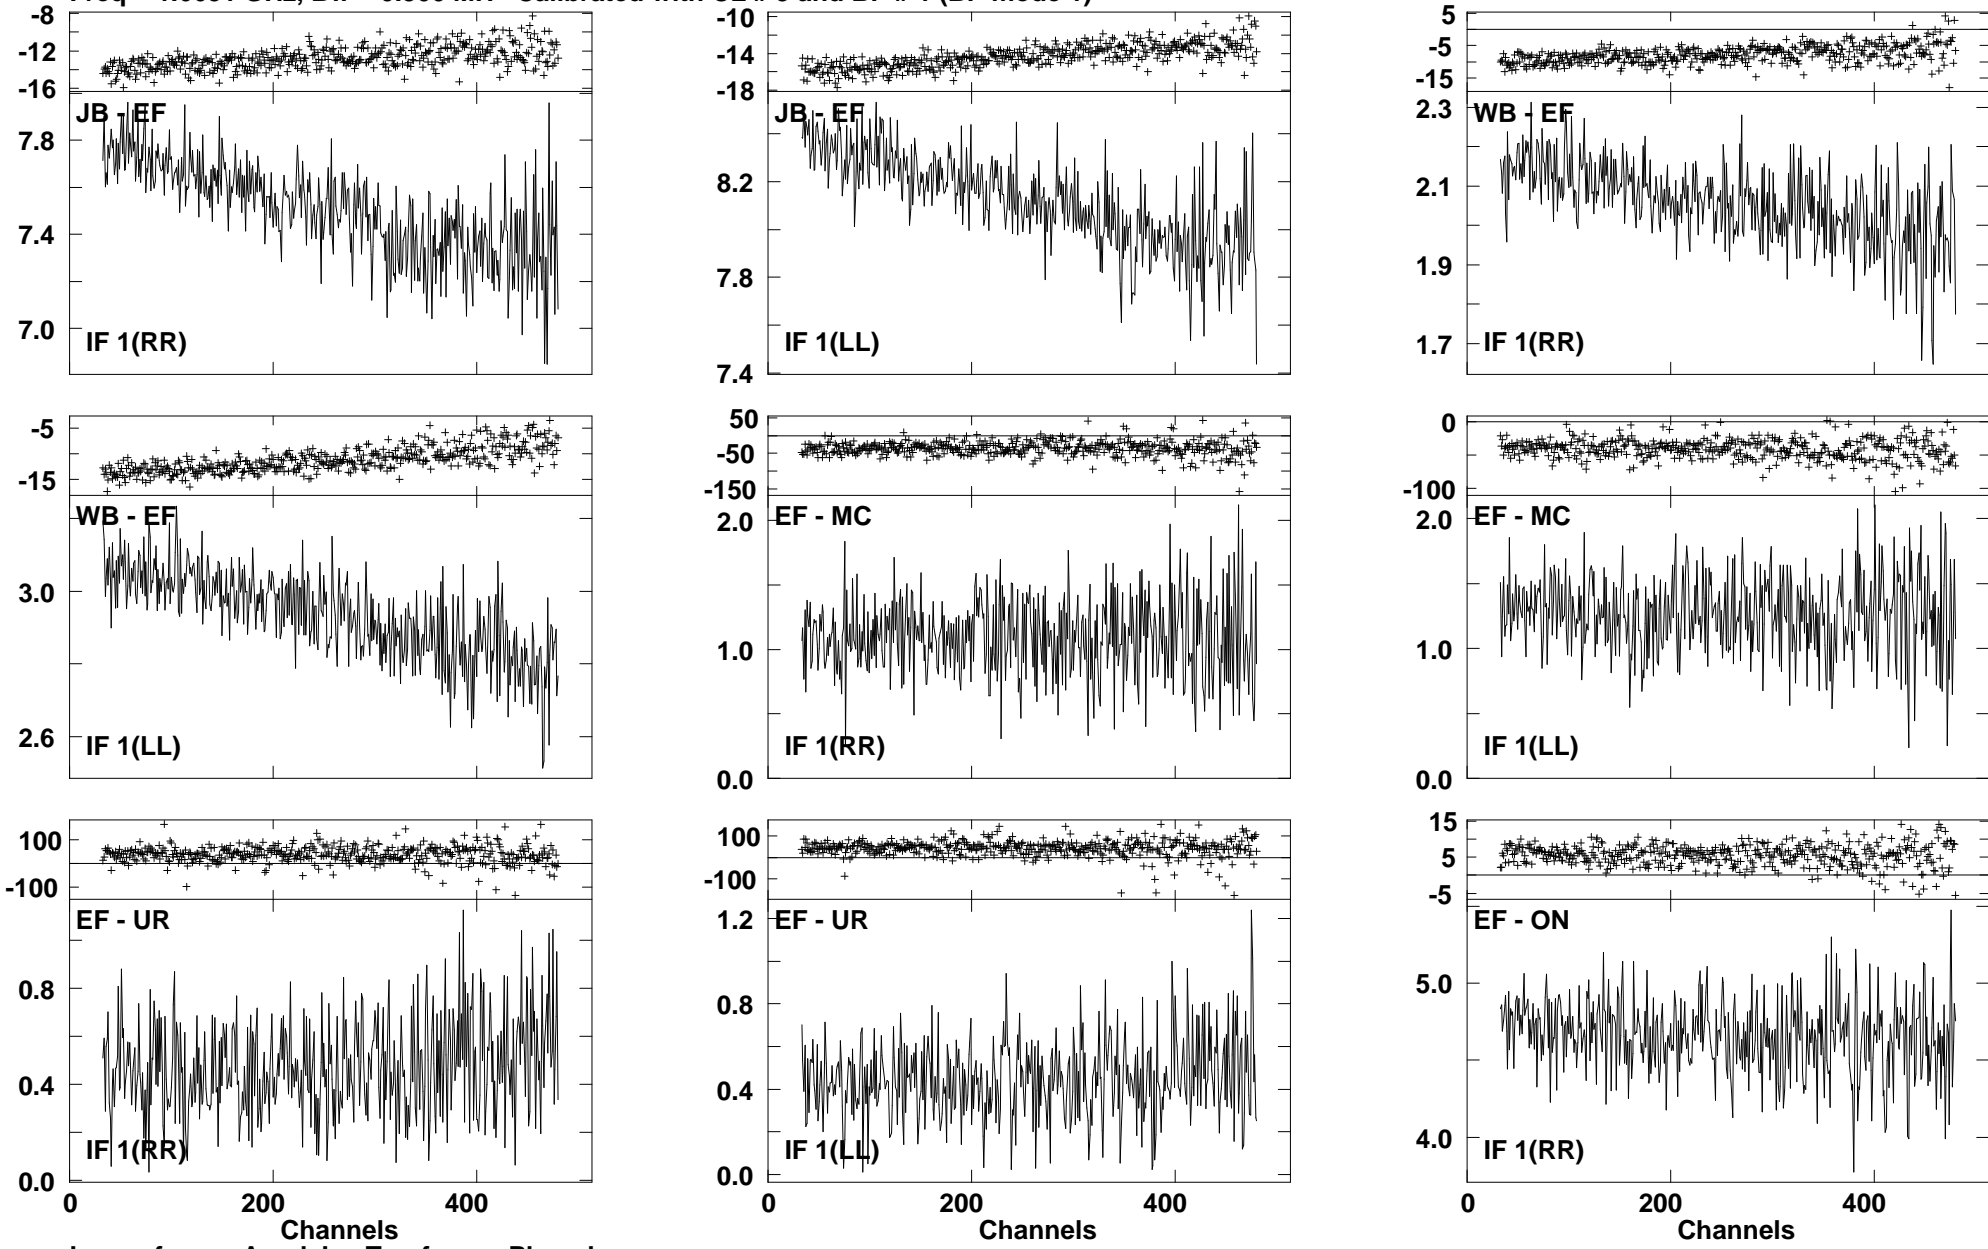 -8
-12
-16
JB - EF
7.8
7.4
7.0
IF 1(RR)
-10
-14
-18
JB - EF
8.2
7.8
7.4
IF 1(LL)
5
-5
-15
WB - EF
2.3
2.1
1.9
1.7
IF 1(RR)
-5
-15
WB - EF
3.0
2.6
IF 1(LL)
50
-50
-150
EF - MC
2.0
1.0
0.0
IF 1(RR)
0
-100
EF - MC
2.0
1.0
0.0
IF 1(LL)
100
-100
EF - UR
0.8
0.4
0.0
IF 1(RR)
0 200 400
Channels
100
-100
EF - UR
1.2
0.8
0.4
0.0
IF 1(LL)
0 200 400
Channels
15
5
-5
EF - ON
5.0
4.0
IF 1(RR)
0 200 400
Channels